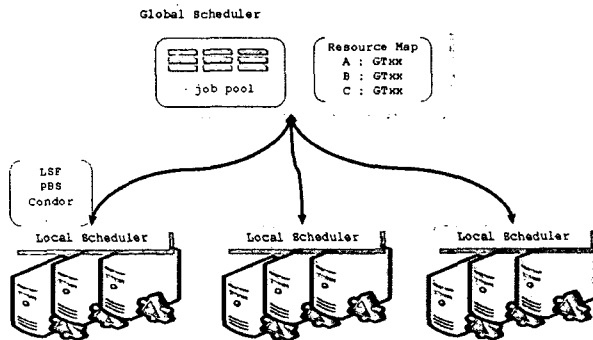 Global Scheduler
job pool
Resource Map
A : GTxx
B : GTxx
C : GTxx
LSF
PBS
Condor
Local Scheduler
Local Scheduler
Local Scheduler